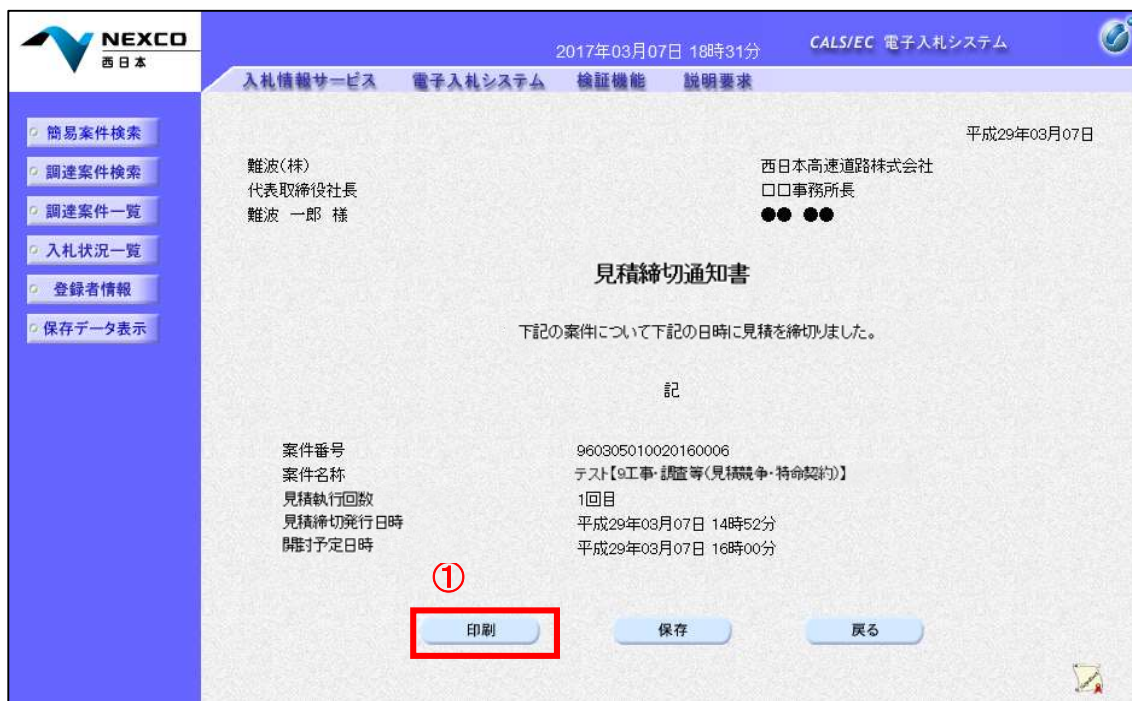 NEXCO
西日本
2017年03月07日 18時31分
CALS/EC 電子入札システム
入札情報サービス 電子入札システム 検証機能 説明要求
簡易案件検索
調達案件検索
調達案件一覧
入札状況一覧
登録者情報
保存データ表示
平成29年03月07日
難波(株)
代表取締役社長
難波 一郎 様
西日本高速道路株式会社
□□事務所長
●● ●●
見積締切通知書
下記の案件について下記の日時に見積を締切りました。
記
案件番号 960305010020160006
案件名称 テスト【9工事・調査等(見積競争・特命契約)】
見積執行回数 1回目
見積締切発行日時 平成29年03月07日 14時52分
開封予定日時 平成29年03月07日 16時00分
①
印刷 保存 戻る